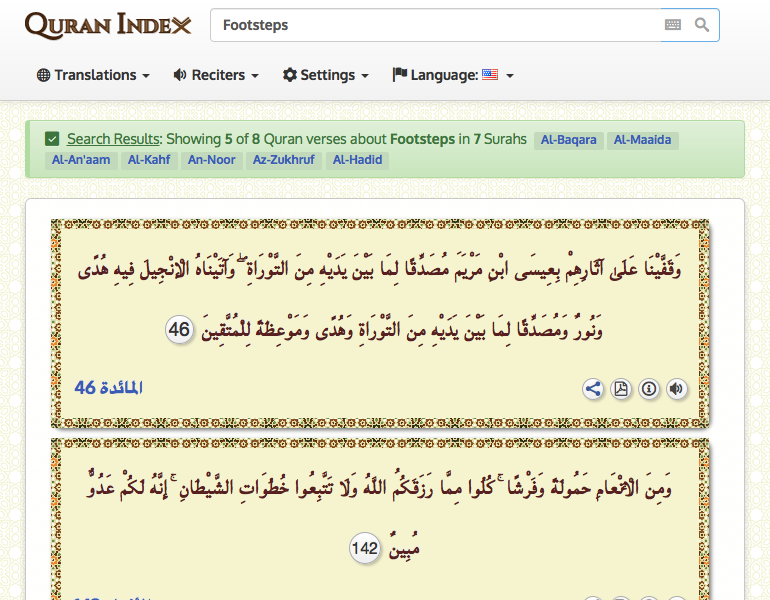 QURAN INDEX
Footsteps
Translations
Reciters
Settings
Language:
Search Results: Showing 5 of 8 Quran verses about Footsteps in 7 Surahs Al-Baqara Al-Maaida
Al-An'aam Al-Kahf An-Noor Az-Zukhruf Al-Hadid
وَقَفَّيْنَا عَلَىٰ آثَارِهِمْ بِعِيسَى ابْنِ مَرْيَمَ مُصَدِّقًا لِمَا بَيْنَ يَدَيْهِ مِنَ التَّوْرَاةِ ۖ وَآتَيْنَاهُ الْإِنْجِيلَ فِيهِ هُدًى
وَنُورٌ وَمُصَدِّقًا لِمَا بَيْنَ يَدَيْهِ مِنَ التَّوْرَاةِ وَهُدًى وَمَوْعِظَةً لِلْمُتَّقِينَ 46
المائدة 46
وَمِنَ الْأَنْعَامِ حَمُولَةً وَفَرْشًا ۚ كُلُوا مِمَّا رَزَقَكُمُ اللَّهُ وَلَا تَتَّبِعُوا خُطُوَاتِ الشَّيْطَانِ ۚ إِنَّهُ لَكُمْ عَدُوٌّ
مُبِينٌ 142